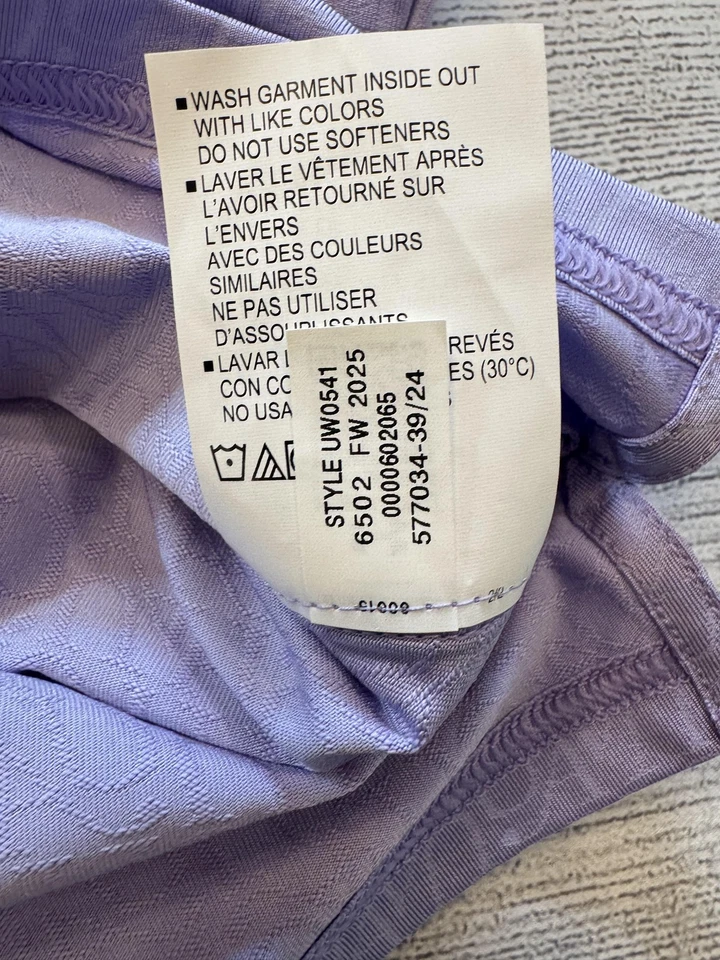 ■ WASH GARMENT INSIDE OUT
WITH LIKE COLORS
DO NOT USE SOFTENERS
■ LAVER LE VÊTEMENT APRÈS
L'AVOIR RETOURNÉ SUR
L'ENVERS
AVEC DES COULEURS
SIMILAIRES
NE PAS UTILISER
D'ASSOUPLISSANTS
■ LAVAR REVÉS
CON ES (30°C)
NO USA
STYLE UW0541
6502 FW 2025
0000602065
577034-39/24